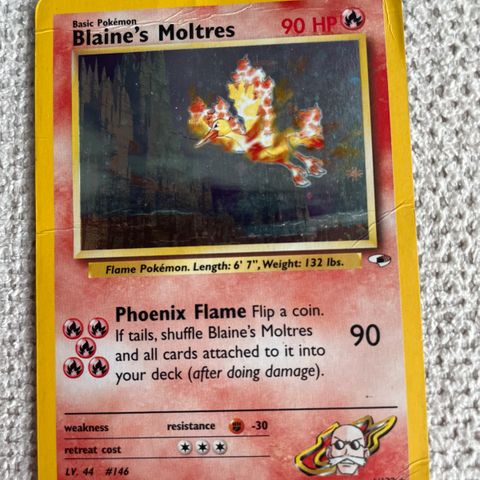 Basic Pokémon
Blaine's Moltres 90 HP
Flame Pokémon. Length: 6' 7", Weight: 132 lbs.
Phoenix Flame Flip a coin.
If tails, shuffle Blaine's Moltres
and all cards attached to it into
your deck (after doing damage).
90
weakness resistance -30
retreat cost
LV. 44 #146